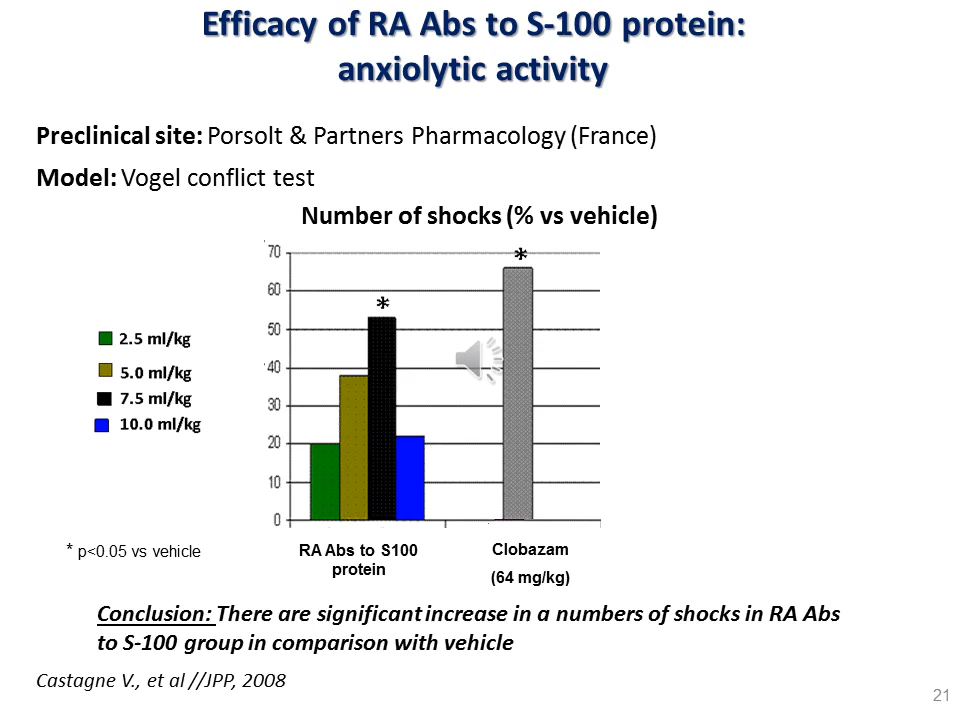 Efficacy of RA Abs to S-100 protein:
anxiolytic activity
Preclinical site: Porsolt & Partners Pharmacology (France)
Model: Vogel conflict test
Number of shocks (% vs vehicle)
70
60
50
40
30
20
10
0
*
*
2.5 ml/kg
5.0 ml/kg
7.5 ml/kg
10.0 ml/kg
* p<0.05 vs vehicle
RA Abs to S100
protein
Clobazam
(64 mg/kg)
Conclusion: There are significant increase in a numbers of shocks in RA Abs
to S-100 group in comparison with vehicle
Castagne V., et al //JPP, 2008
21